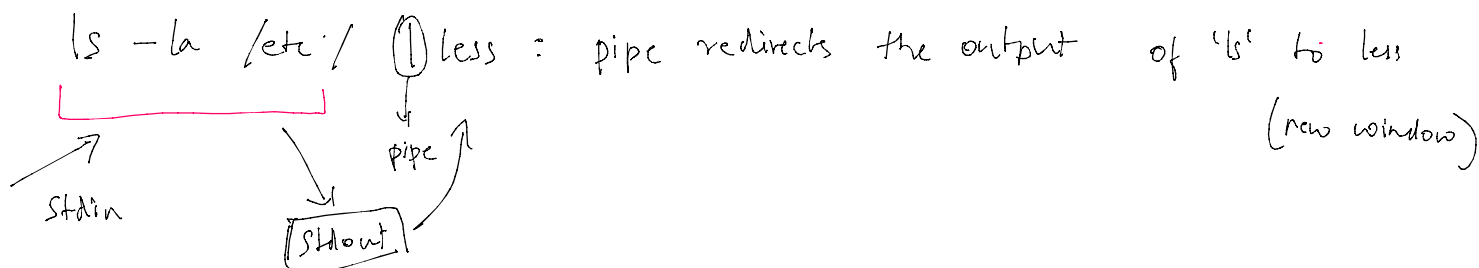 ls -la /etc/ | less : pipe redirects the output of 'ls' to less
(new window)
pipe
stdin
stdout